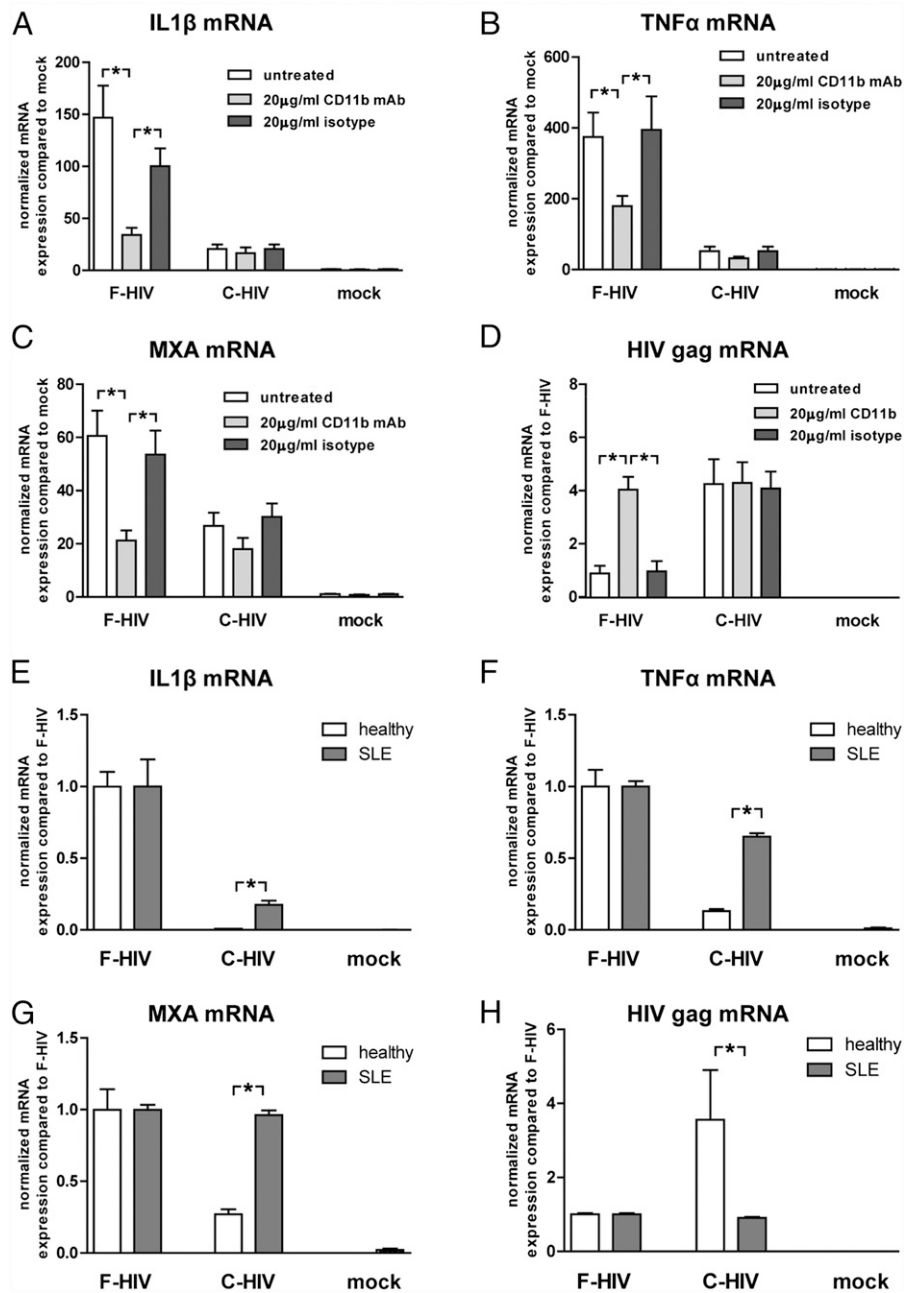 A
IL1β mRNA
normalized mRNA
expression compared to mock
200
150
100
50
0
*
*
untreated
20μg/ml CD11b mAb
20μg/ml isotype
F-HIV
C-HIV
mock
B
TNFα mRNA
normalized mRNA
expression compared to mock
600
400
200
0
*
*
untreated
20μg/ml CD11b mAb
20μg/ml isotype
F-HIV
C-HIV
mock
C
MXA mRNA
normalized mRNA
expression compared to mock
80
60
40
20
0
*
*
untreated
20μg/ml CD11b mAb
20μg/ml isotype
F-HIV
C-HIV
mock
D
HIV gag mRNA
normalized mRNA
expression compared to F-HIV
8
6
4
2
0
*
*
untreated
20μg/ml CD11b
20μg/ml isotype
F-HIV
C-HIV
mock
E
IL1β mRNA
normalized mRNA
expression compared to F-HIV
1.5
1.0
0.5
0.0
*
healthy
SLE
F-HIV
C-HIV
mock
F
TNFα mRNA
normalized mRNA
expression compared to F-HIV
1.5
1.0
0.5
0.0
*
healthy
SLE
F-HIV
C-HIV
mock
G
MXA mRNA
normalized mRNA
expression compared to F-HIV
1.5
1.0
0.5
0.0
*
healthy
SLE
F-HIV
C-HIV
mock
H
HIV gag mRNA
normalized mRNA
expression compared to F-HIV
6
4
2
0
*
healthy
SLE
F-HIV
C-HIV
mock